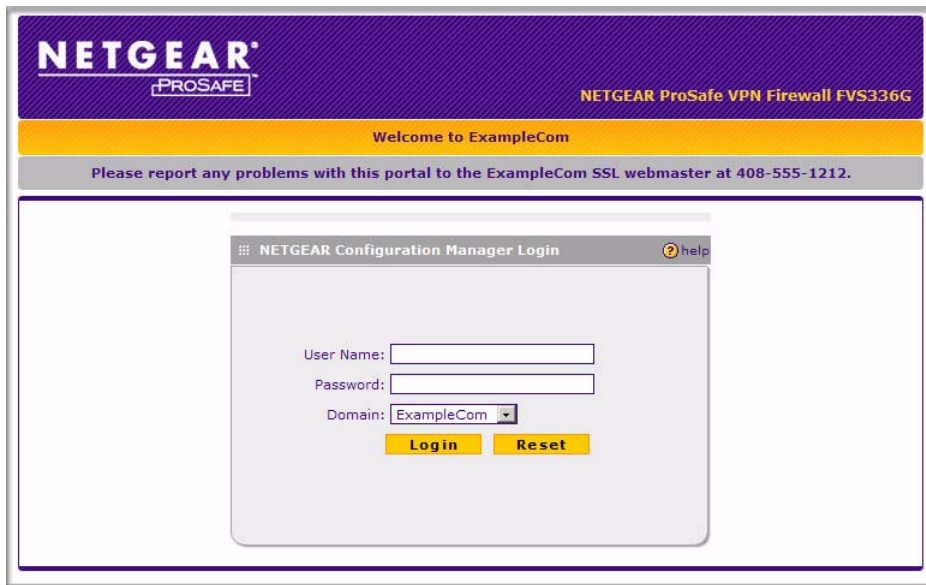 NETGEAR®
PROSAFE™
NETGEAR ProSafe VPN Firewall FVS336G
Welcome to ExampleCom
Please report any problems with this portal to the ExampleCom SSL webmaster at 408-555-1212.
NETGEAR Configuration Manager Login
? help
User Name:
Password:
Domain: ExampleCom
Login Reset